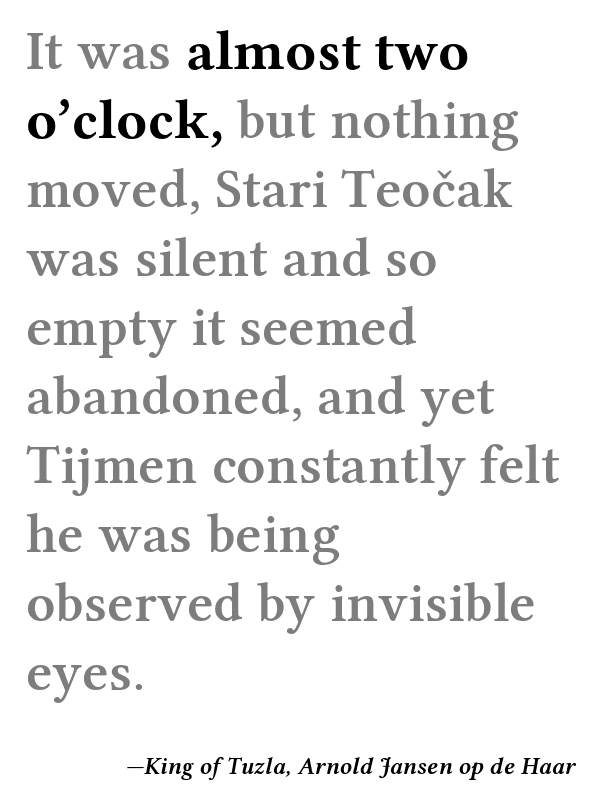 It was almost two
o’clock, but nothing
moved, Stari Teočak
was silent and so
empty it seemed
abandoned, and yet
Tijmen constantly felt
he was being
observed by invisible
eyes.
—King of Tuzla, Arnold Jansen op de Haar